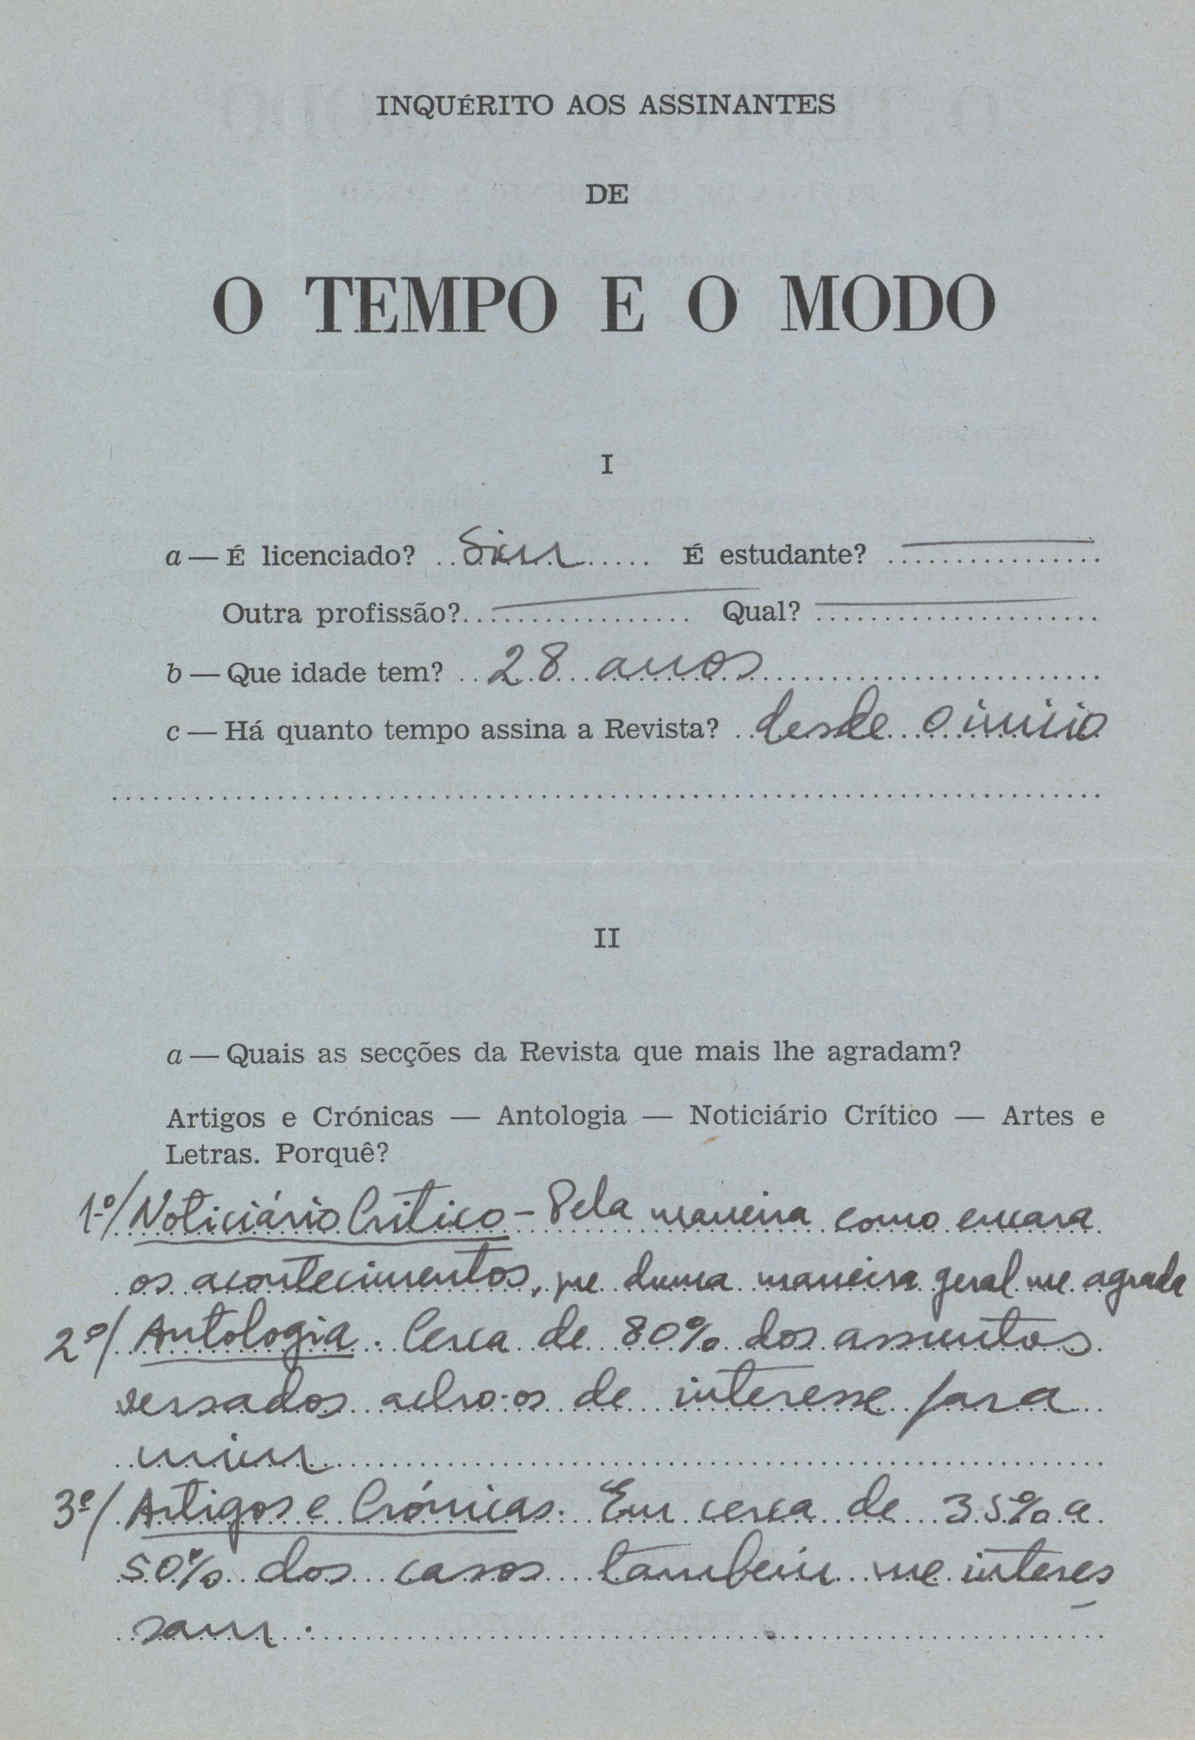 INQUÉRITO AOS ASSINANTES
DE
O TEMPO E O MODO
I
a — É licenciado? Sim É estudante?
Outra profissão? Qual?
b — Que idade tem? 28 anos
c — Há quanto tempo assina a Revista? desde o início
II
a — Quais as secções da Revista que mais lhe agradam?
Artigos e Crónicas — Antologia — Noticiário Crítico — Artes e
Letras. Porquê?
1º/ Noticiário Crítico - Pela maneira como encara
os acontecimentos, que duma maneira geral me agrada
2º/ Antologia. Cerca de 80% dos assuntos
versados acho-os de interesse para
mim
3º/ Artigos e Crónicas. Em cerca de 35% a
50% dos casos também me interes
sam.